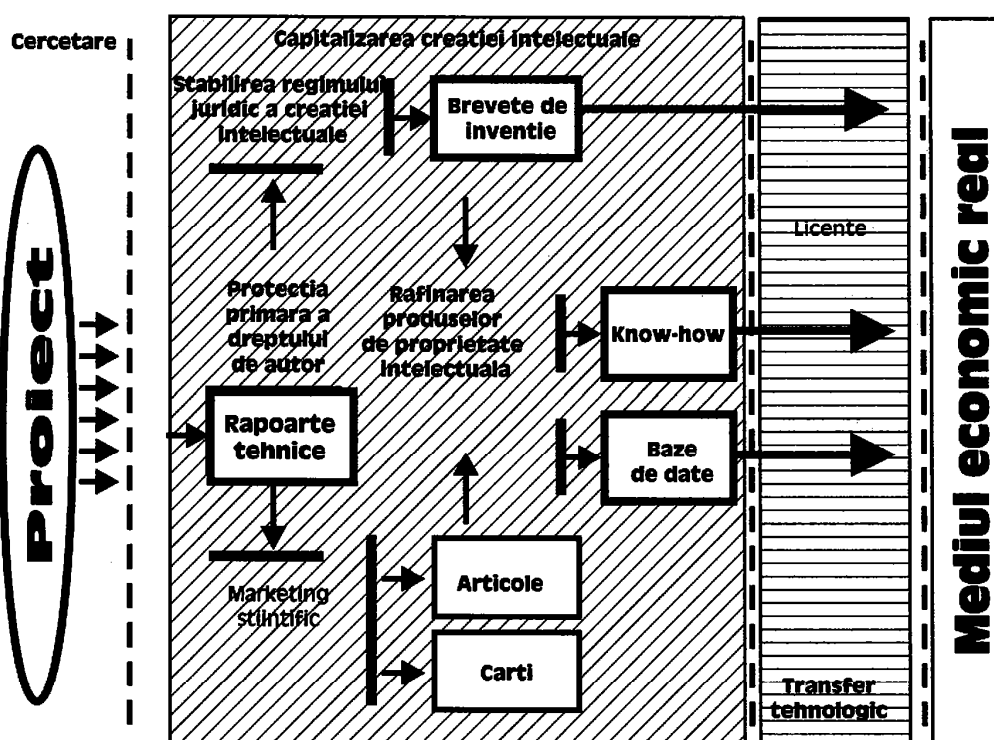 Cercetare
Proiect
Capitalizarea creatiei intelectuale
Stabilirea regimului
juridic a creatiei
intelectuale
Brevete de
inventie
Protectia
primara a
dreptului
de autor
Rafinarea
produselor
de proprietate
intelectuala
Know-how
Rapoarte
tehnice
Baze
de date
Marketing
stiintific
Articole
Carti
Licente
Transfer
tehnologic
Mediul economic real